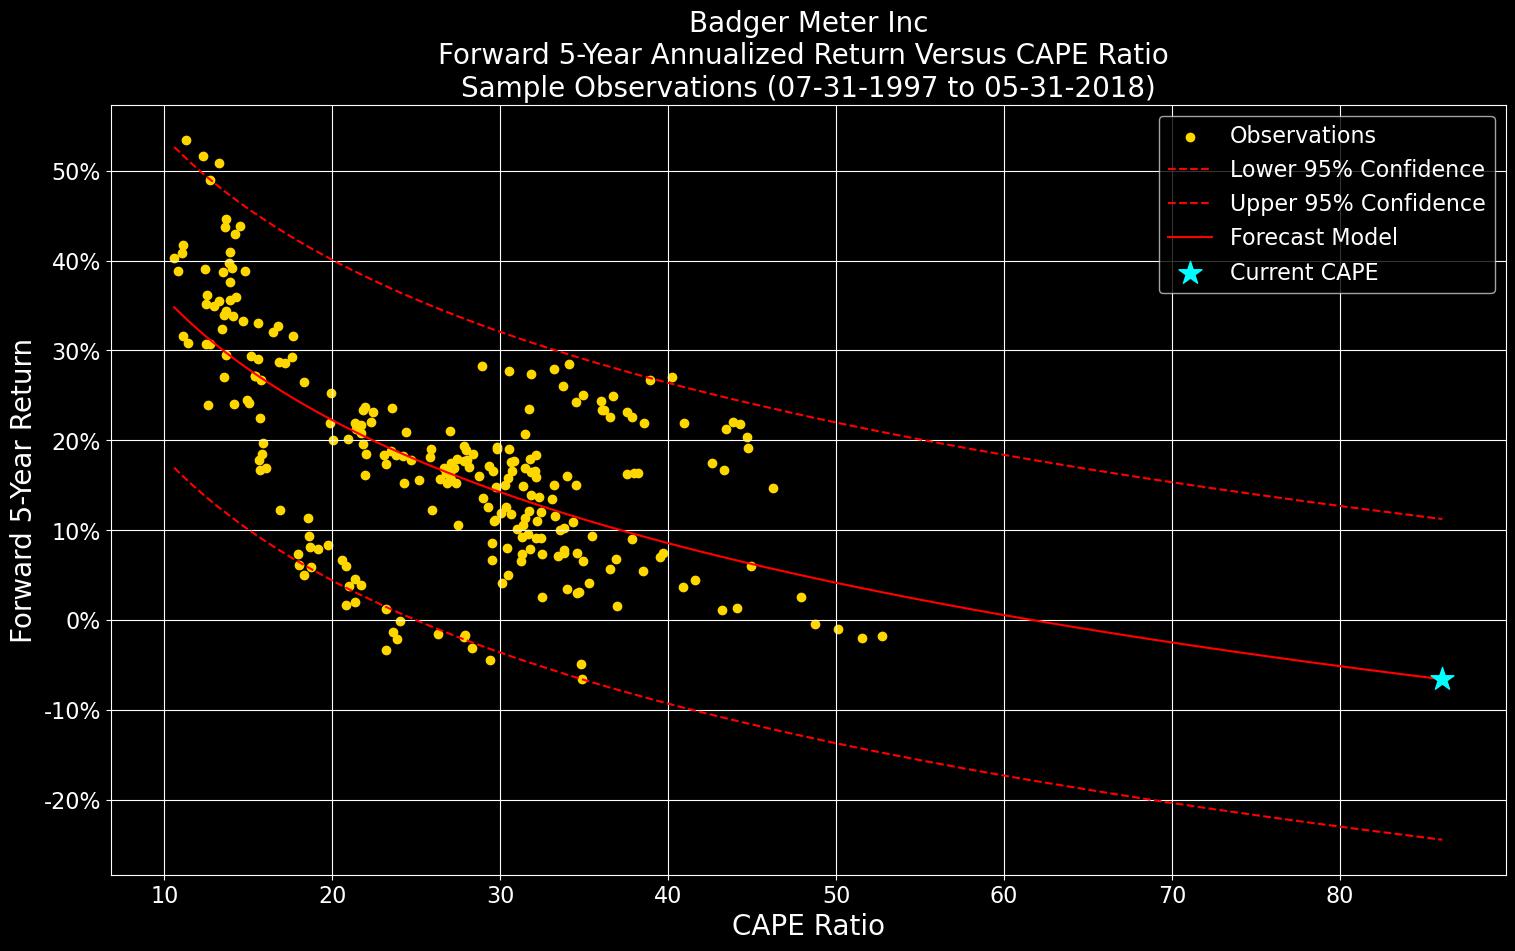 Badger Meter Inc
Forward 5-Year Annualized Return Versus CAPE Ratio
Sample Observations (07-31-1997 to 05-31-2018)
Observations
Lower 95% Confidence
Upper 95% Confidence
Forecast Model
Current CAPE
Forward 5-Year Return
50%
40%
30%
20%
10%
0%
-10%
-20%
10 20 30 40 50 60 70 80
CAPE Ratio